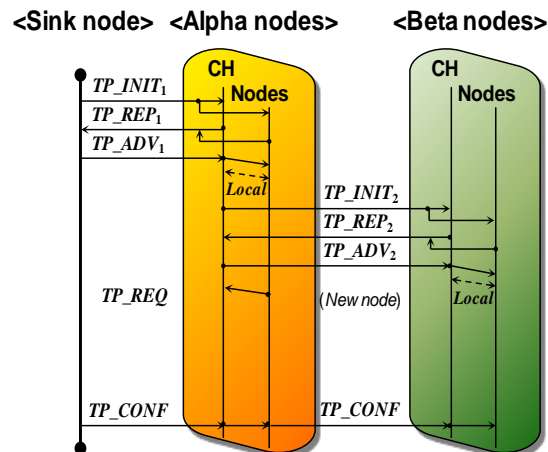 <Sink node> <Alpha nodes> <Beta nodes>
CH
CH
Nodes
Nodes
TP_INIT1
TP_REP1
TP_ADV1
Local
TP_INIT2
TP_REP2
TP_ADV2
TP_REQ
(New node)
Local
TP_CONF
TP_CONF